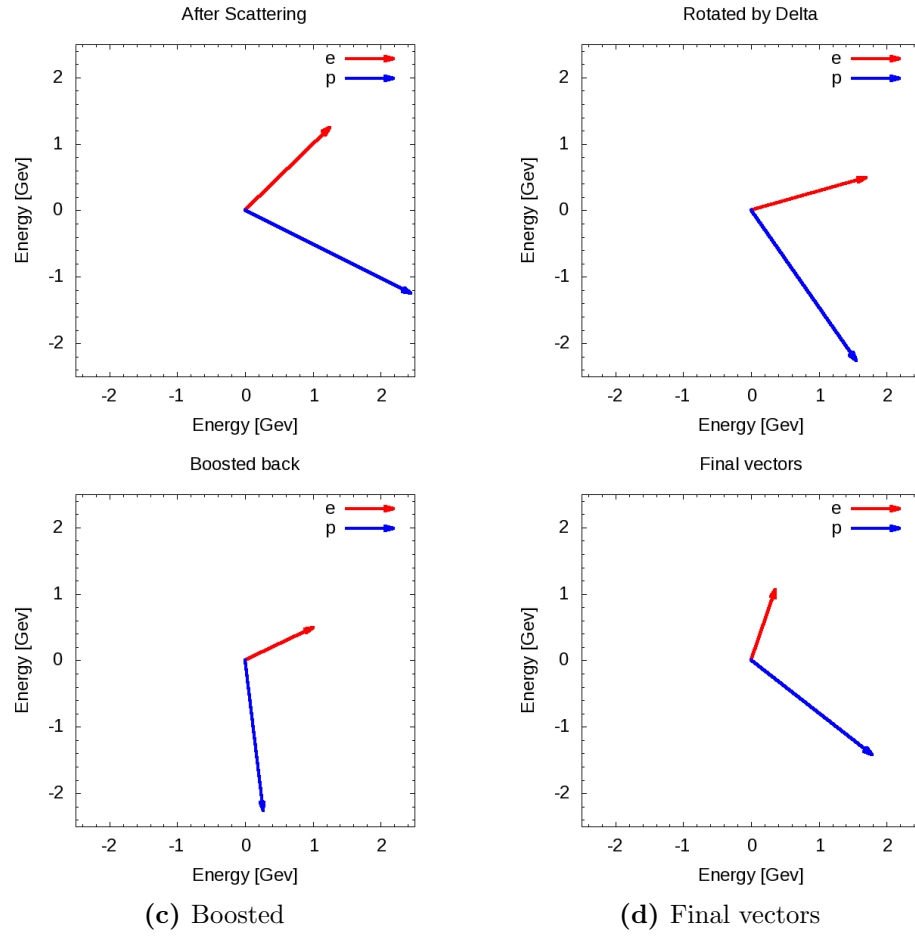 After Scattering
e
p
Energy [Gev]
2
1
0
-1
-2
-2 -1 0 1 2
Energy [Gev]
Rotated by Delta
e
p
Energy [Gev]
2
1
0
-1
-2
-2 -1 0 1 2
Energy [Gev]
Boosted back
e
p
Energy [Gev]
2
1
0
-1
-2
-2 -1 0 1 2
Energy [Gev]
(c) Boosted
Final vectors
e
p
Energy [Gev]
2
1
0
-1
-2
-2 -1 0 1 2
Energy [Gev]
(d) Final vectors